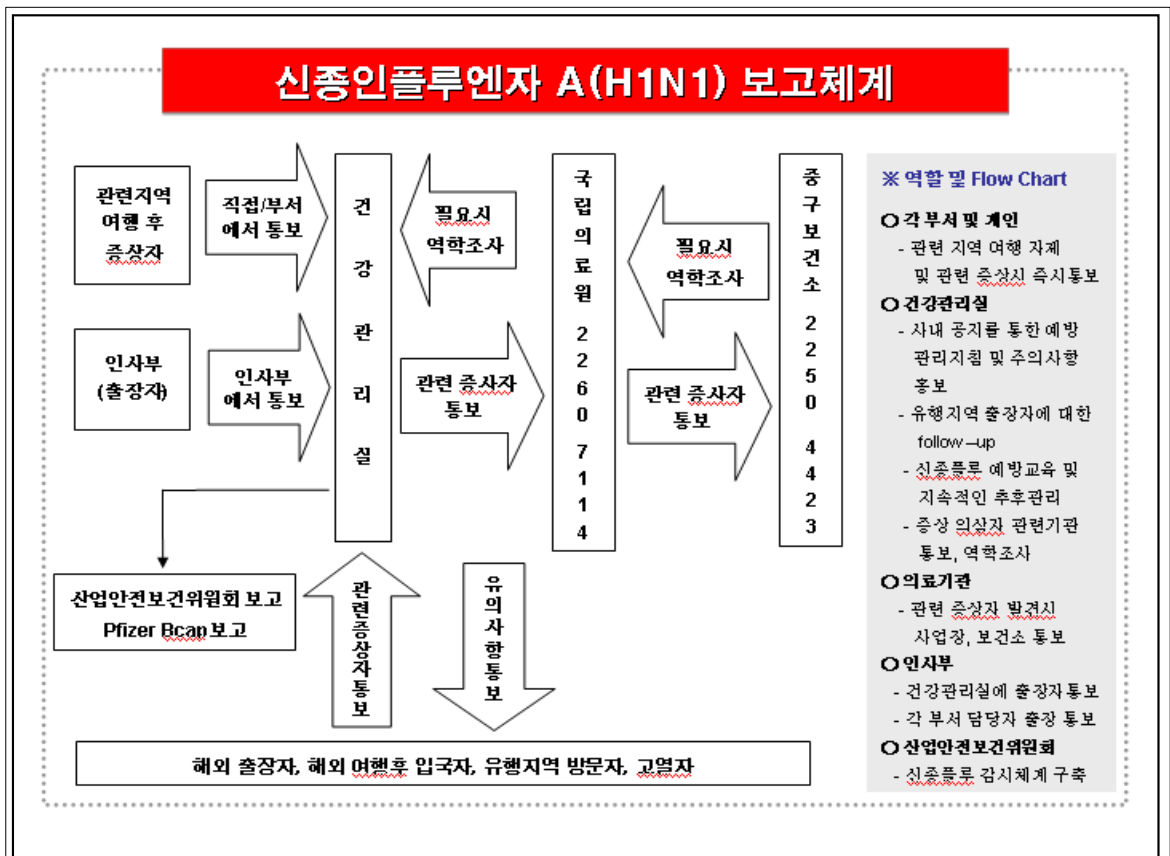 신종인플루엔자 A(H1N1) 보고체계
관련지역
여행 후
증상자
직접/부서
에서 통보
건
강
관
리
실
필요시
역학조사
국
립
의
료
원
2
2
6
0
7
1
1
4
필요시
역학조사
중
구
보
건
소
2
2
5
0
4
4
2
3
인사부
(출장자)
인사부
에서 통보
관련 증사자
통보
관련 증사자
통보
산업안전보건위원회 보고
Pfizer Bcap 보고
관
련
증
상
자
통
보
유
의
사
항
통
보
해외 출장자, 해외 여행후 입국자, 유행지역 방문자, 고열자
※ 역할 및 Flow Chart
○ 각 부서 및 개인
- 관련 지역 여행 자제
및 관련 증상시 즉시통보
○ 건강관리실
- 사내 공지를 통한 예방
관리지침 및 주의사항
홍보
- 유행지역 출장자에 대한
follow –up
- 신종플루 예방교육 및
지속적인 추후관리
- 증상 의삼자 관련기관
통보, 역학조사
○ 의료기관
- 관련 증상자 발견시
사업장, 보건소 통보
○ 인사부
- 건강관리실에 출장자통보
- 각 부서 담당자 출장 통보
○ 산업안전보건위원회
- 신종플루 감시체계 구축